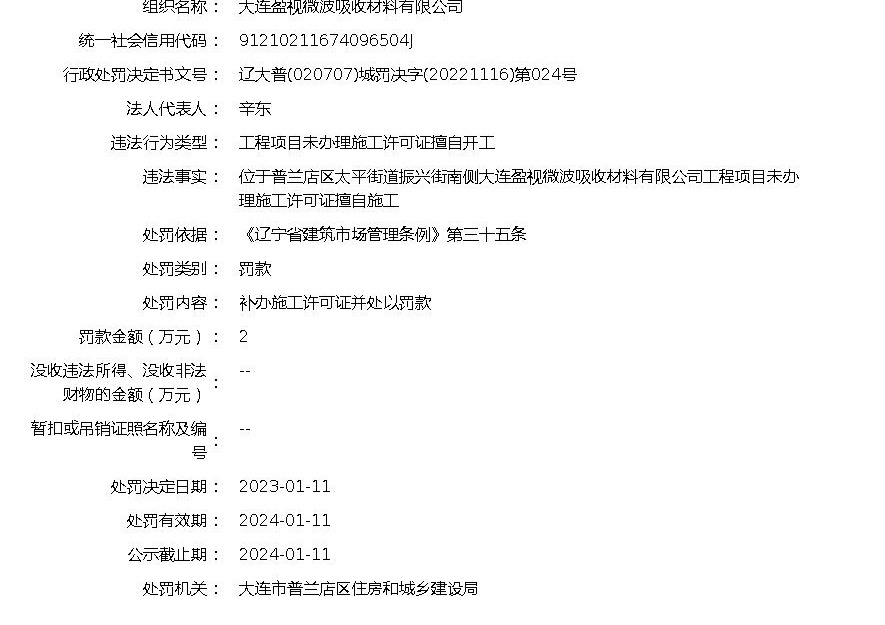 组织名称： 大连盈视微波吸收材料有限公司
统一社会信用代码： 91210211674096504J
行政处罚决定书文号： 辽大普(020707)城罚决字(20221116)第024号
法人代表人： 辛东
违法行为类型： 工程项目未办理施工许可证擅自开工
违法事实： 位于普兰店区太平街道振兴街南侧大连盈视微波吸收材料有限公司工程项目未办
理施工许可证擅自施工
处罚依据： 《辽宁省建筑市场管理条例》第三十五条
处罚类别： 罚款
处罚内容： 补办施工许可证并处以罚款
罚款金额（万元）： 2
没收违法所得、没收非法
财物的金额（万元）： --
暂扣或吊销证照名称及编
号： --
处罚决定日期： 2023-01-11
处罚有效期： 2024-01-11
公示截止期： 2024-01-11
处罚机关： 大连市普兰店区住房和城乡建设局